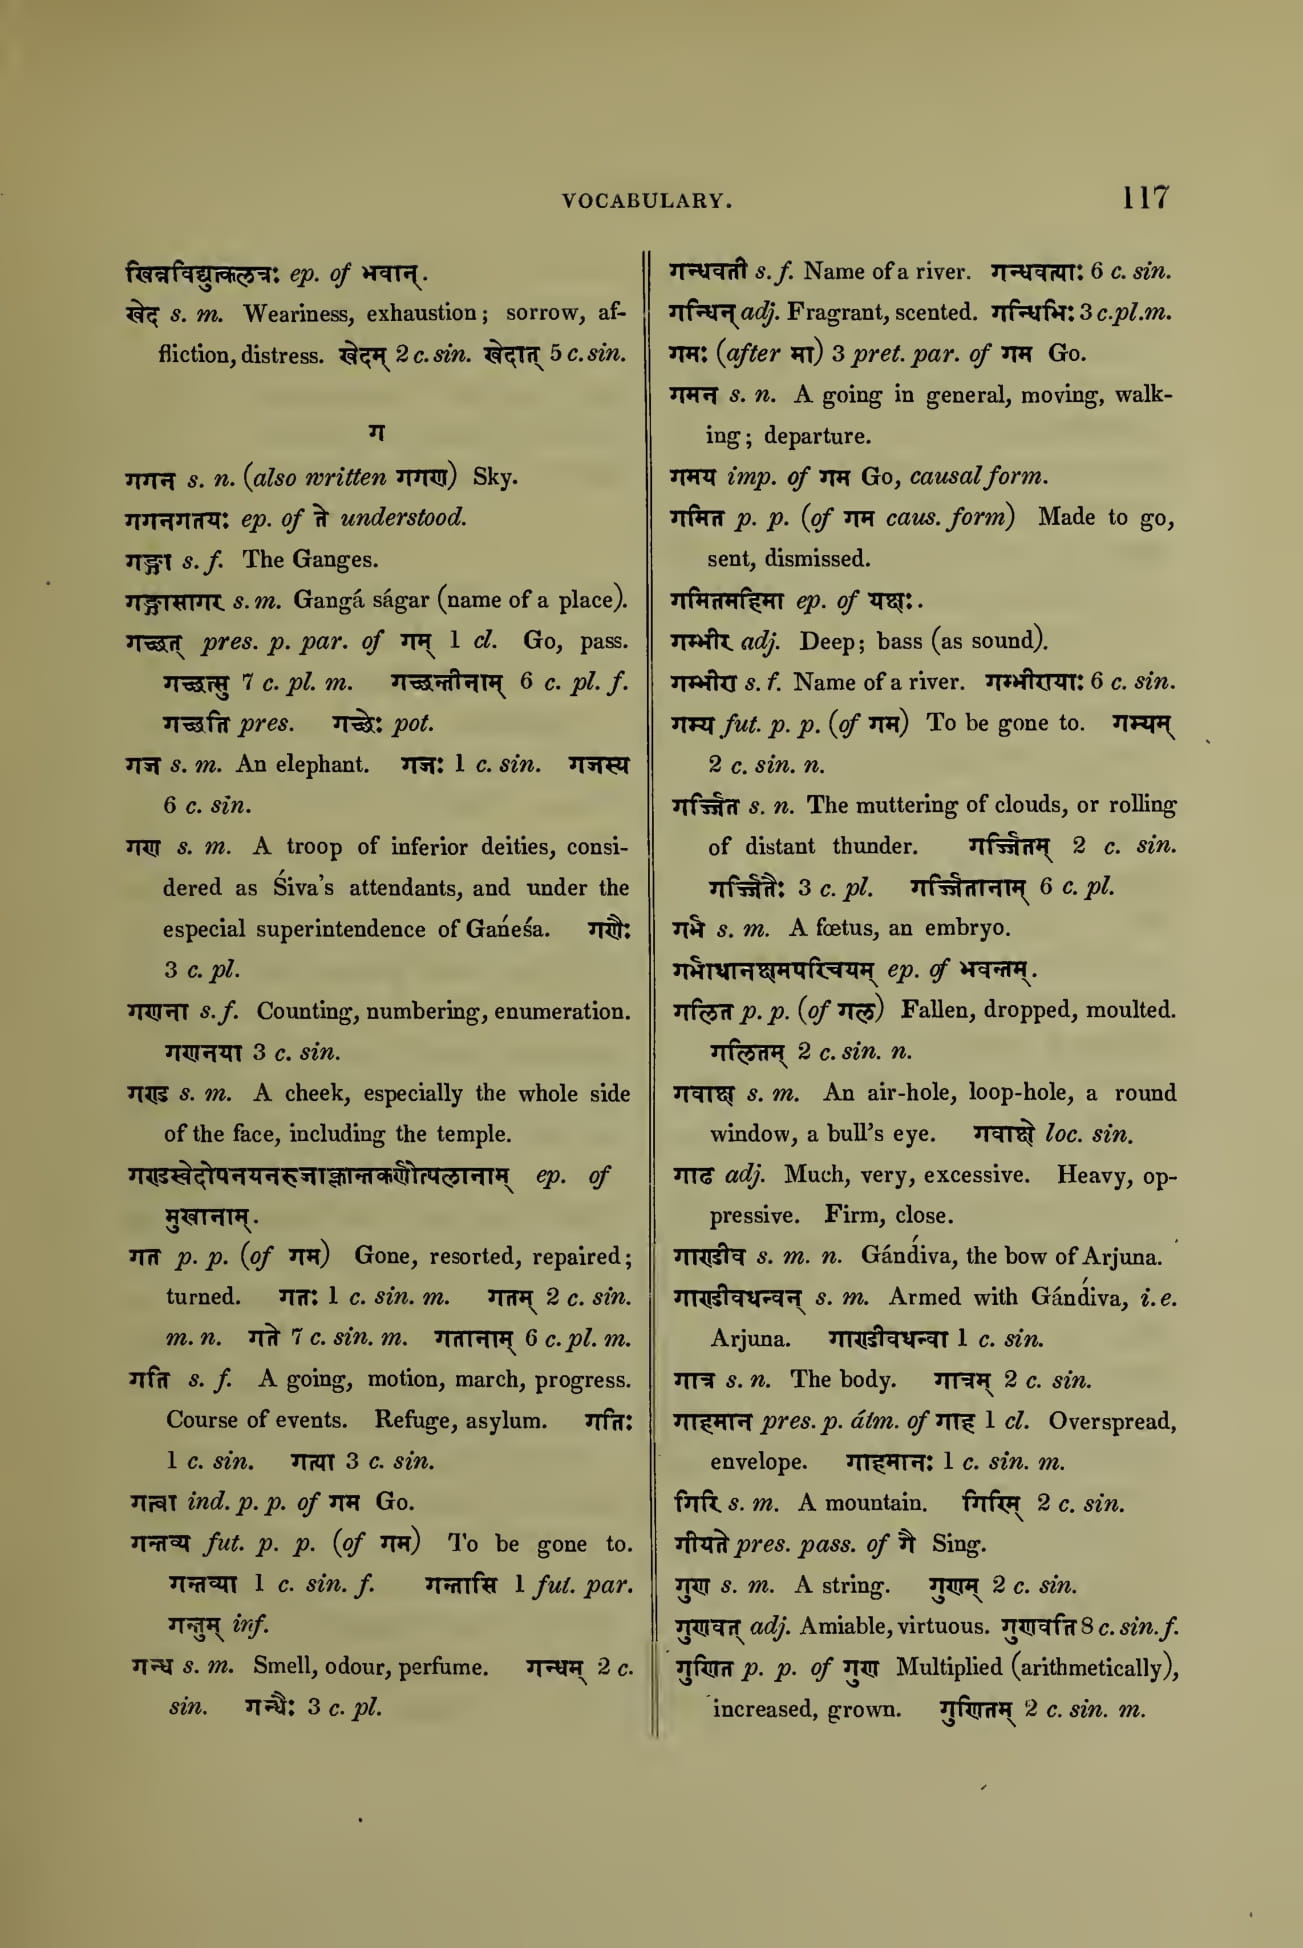 VOCABULARY.
117
खिन्नविद्युत्कलत्रः ep. of भवान्.
खेद s. m. Weariness, exhaustion; sorrow, af-
fliction, distress. खेदम् 2 c. sin. खेदात् 5 c. sin.
ग
गगन s. n. (also written गगण) Sky.
गगनगतयः ep. of ते understood.
गङ्गा s. f. The Ganges.
गङ्गासागर s. m. Gangá ságar (name of a place).
गच्छत् pres. p. par. of गम् 1 cl. Go, pass.
गच्छत्सु 7 c. pl. m. गच्छन्तीनाम् 6 c. pl. f.
गच्छति pres. गच्छेः pot.
गज s. m. An elephant. गजः 1 c. sin. गजस्य
6 c. sin.
गण s. m. A troop of inferior deities, consi-
dered as Śiva's attendants, and under the
especial superintendence of Gańeśa. गणैः
3 c. pl.
गणना s. f. Counting, numbering, enumeration.
गणनया 3 c. sin.
गण्ड s. m. A cheek, especially the whole side
of the face, including the temple.
गण्डस्वेदोपनयनरुजाक्लान्तकर्णोत्पलानाम् ep. of
मुखानाम्.
गत p. p. (of गम) Gone, resorted, repaired;
turned. गतः 1 c. sin. m. गतम् 2 c. sin.
m. n. गते 7 c. sin. m. गतानाम् 6 c. pl. m.
गति s. f. A going, motion, march, progress.
Course of events. Refuge, asylum. गतिः
1 c. sin. गत्या 3 c. sin.
गत्वा ind. p. p. of गम Go.
गन्तव्य fut. p. p. (of गम) To be gone to.
गन्तव्या 1 c. sin. f. गन्तासि 1 fut. par.
गन्तुम् inf.
गन्ध s. m. Smell, odour, perfume. गन्धम् 2 c.
sin. गन्धैः 3 c. pl.
गन्धवती s. f. Name of a river. गन्धवत्याः 6 c. sin.
गन्धिन् adj. Fragrant, scented. गन्धिभिः 3 c. pl. m.
गमः (after मा) 3 pret. par. of गम Go.
गमन s. n. A going in general, moving, walk-
ing; departure.
गमय imp. of गम Go, causal form.
गमित p. p. (of गम caus. form) Made to go,
sent, dismissed.
गमितमहिमा ep. of यक्षः.
गम्भीर adj. Deep; bass (as sound).
गम्भीरा s. f. Name of a river. गम्भीरायाः 6 c. sin.
गम्य fut. p. p. (of गम) To be gone to. गम्यम्
2 c. sin. n.
गर्ज्जित s. n. The muttering of clouds, or rolling
of distant thunder. गर्ज्जितम् 2 c. sin.
गर्ज्जितैः 3 c. pl. गर्ज्जितानाम् 6 c. pl.
गर्भ s. m. A fœtus, an embryo.
गर्भाधानक्षमपरिचयम् ep. of भवन्तम्.
गलित p. p. (of गल) Fallen, dropped, moulted.
गलितम् 2 c. sin. n.
गवाक्ष s. m. An air-hole, loop-hole, a round
window, a bull's eye. गवाक्षे loc. sin.
गाढ adj. Much, very, excessive. Heavy, op-
pressive. Firm, close.
गाण्डीव s. m. n. Gáńdíva, the bow of Arjuna.
गाण्डीवधन्वन् s. m. Armed with Gáńdíva, i. e.
Arjuna. गाण्डीवधन्वा 1 c. sin.
गात्र s. n. The body. गात्रम् 2 c. sin.
गाहमान pres. p. átm. of गाह 1 cl. Overspread,
envelope. गाहमानः 1 c. sin. m.
गिरि s. m. A mountain. गिरिम् 2 c. sin.
गीयते pres. pass. of गै Sing.
गुण s. m. A string. गुणम् 2 c. sin.
गुणवत् adj. Amiable, virtuous. गुणवति 8 c. sin. f.
गुणित p. p. of गुण Multiplied (arithmetically),
increased, grown. गुणितम् 2 c. sin. m.